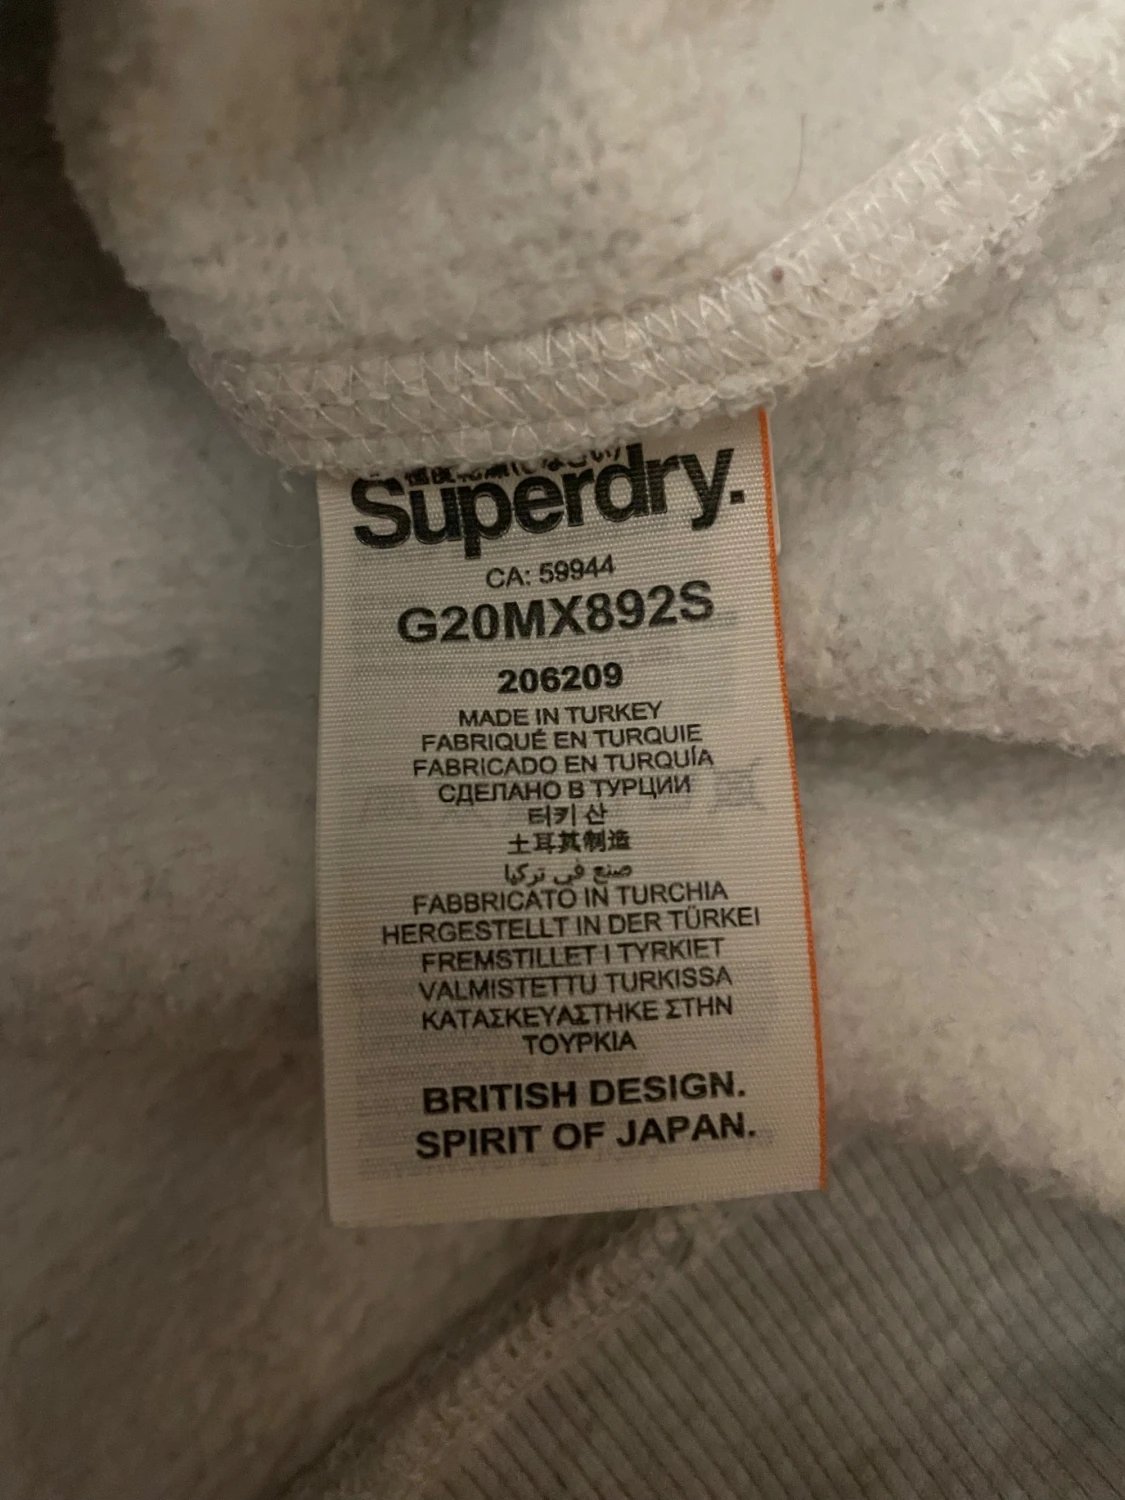 Superdry.
CA: 59944
G20MX892S
206209
MADE IN TURKEY
FABRIQUÉ EN TURQUIE
FABRICADO EN TURQUÍA
СДЕЛАНО В ТУРЦИИ
터키 산
土耳其制造
صنع في تركيا
FABBRICATO IN TURCHIA
HERGESTELLT IN DER TÜRKEI
FREMSTILLET I TYRKIET
VALMISTETTU TURKISSA
ΚΑΤΑΣΚΕΥΑΣΤΗΚΕ ΣΤΗΝ
ΤΟΥΡΚΙΑ
BRITISH DESIGN.
SPIRIT OF JAPAN.